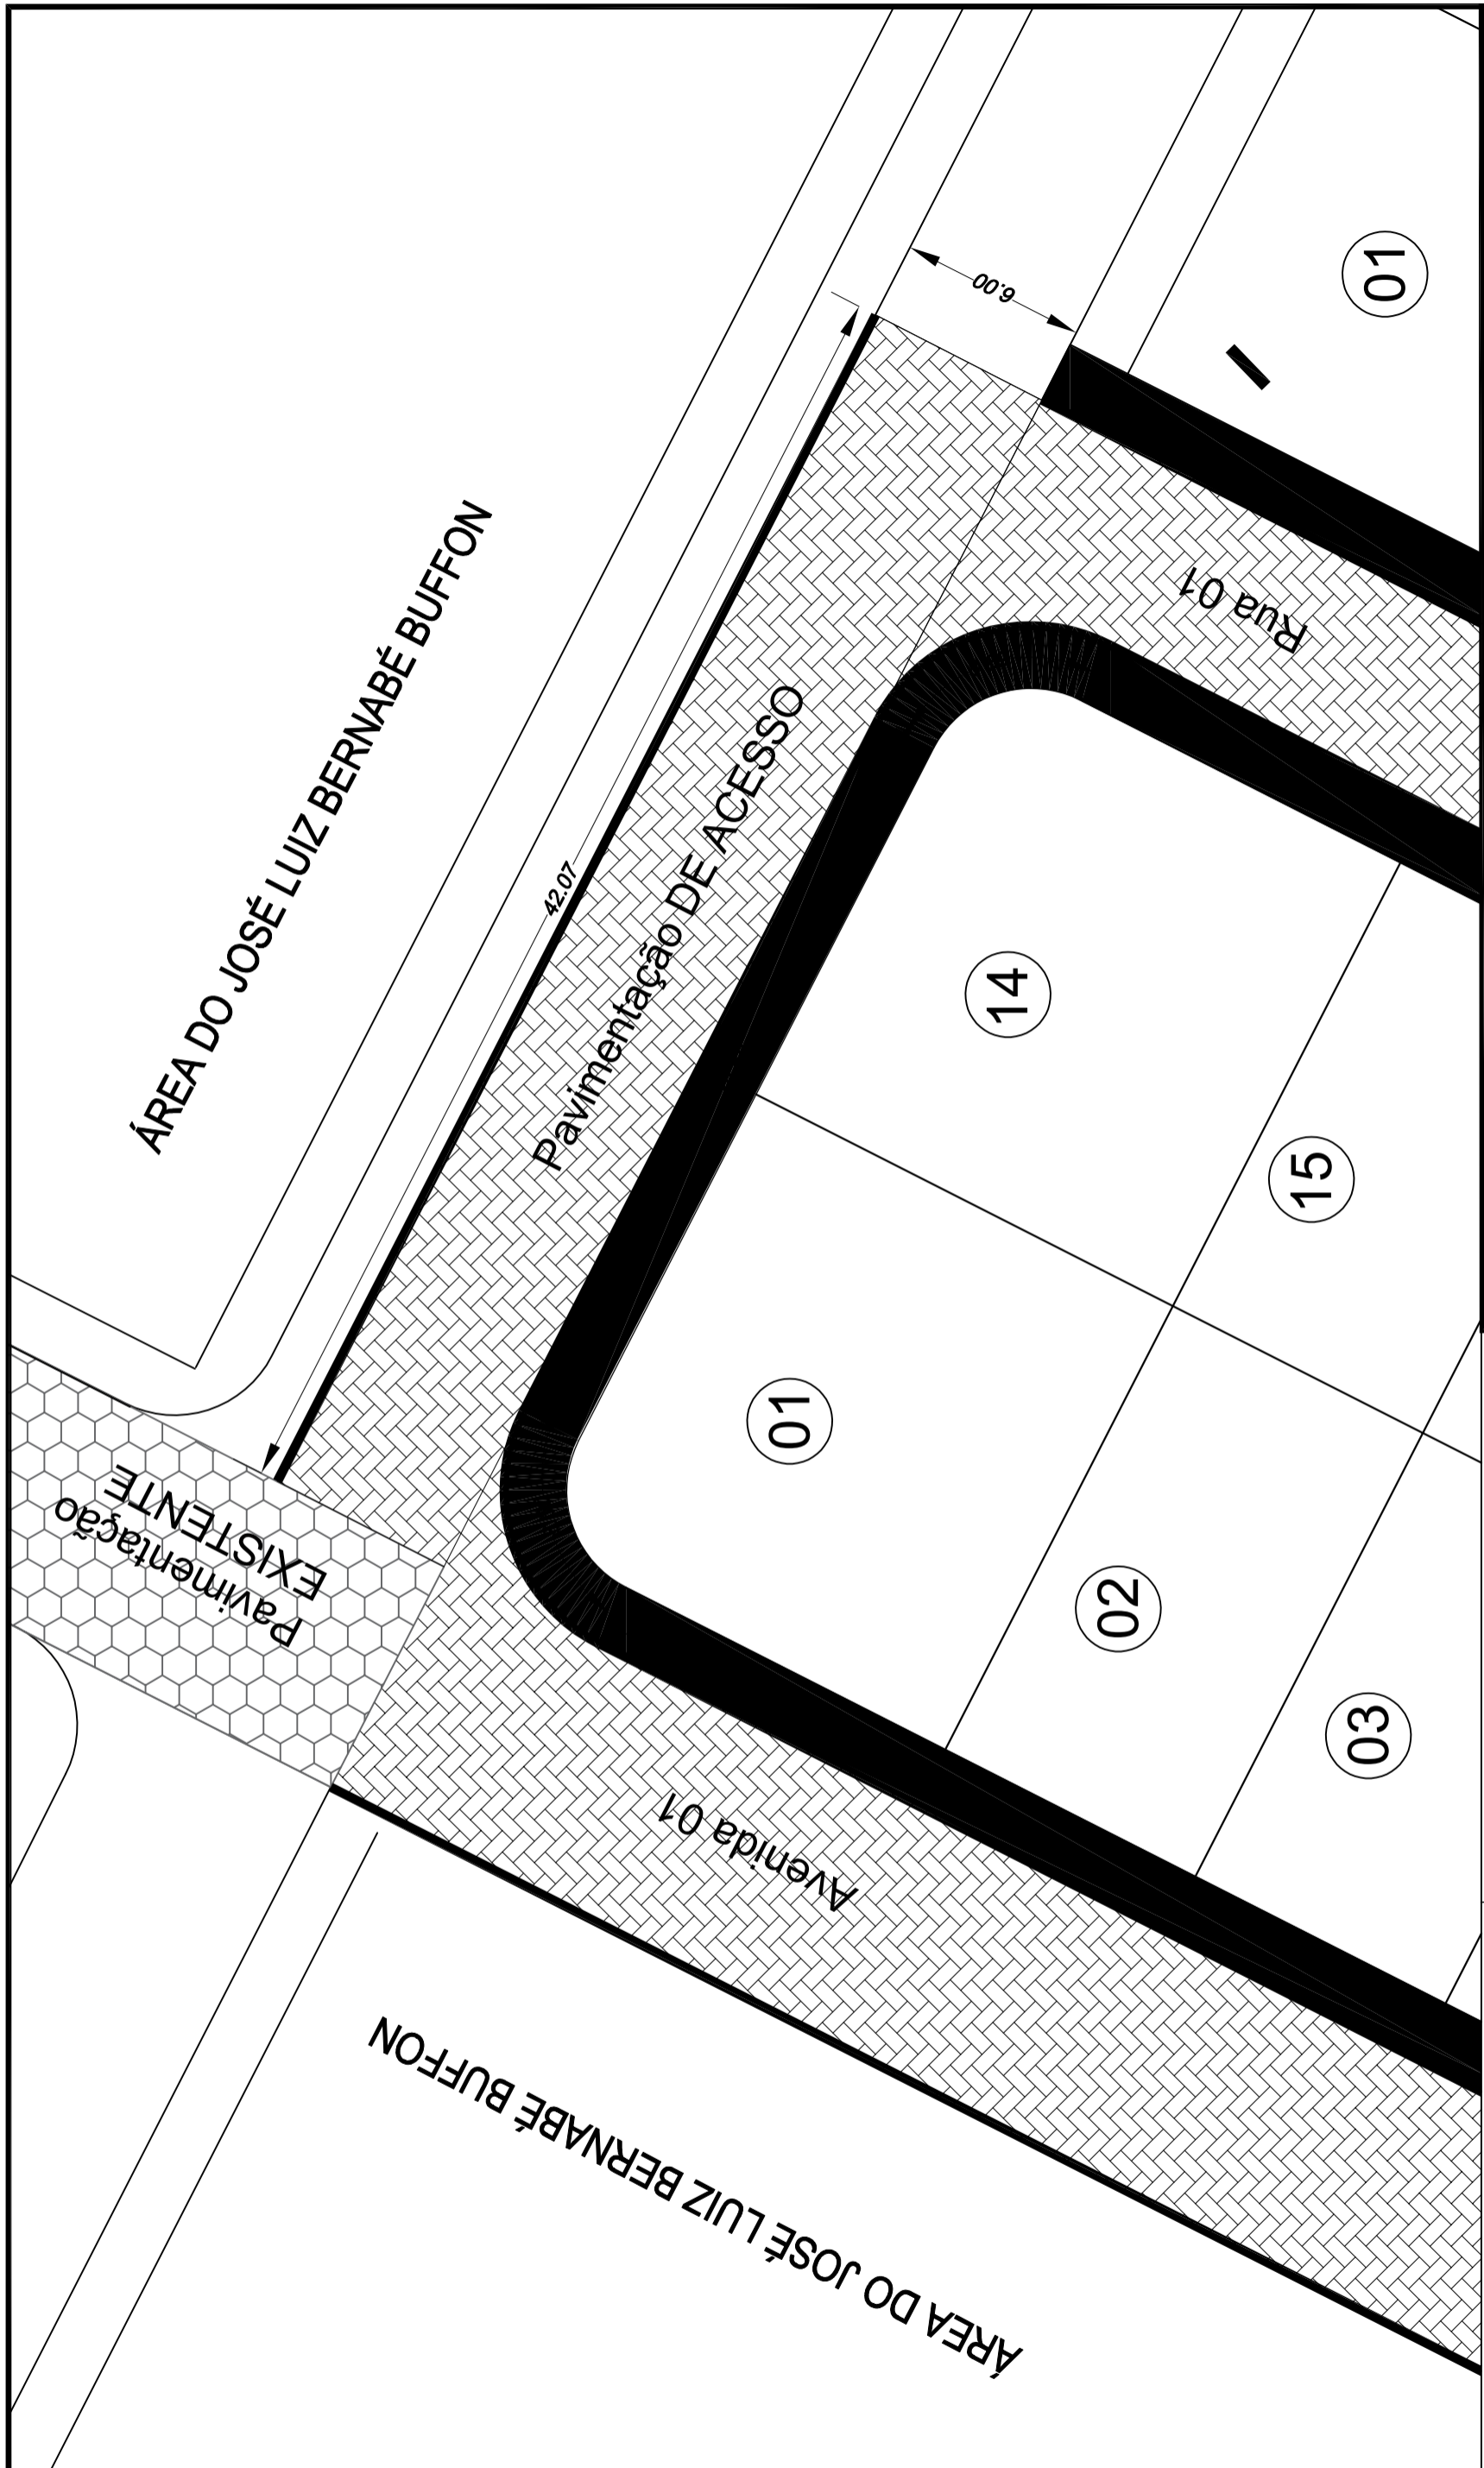 ÁREA DO JOSÉ LUIZ BERNABÉ BUFFON
6.00
01
Rua 01
42.07
Pavimentação DE ACESSO
14
15
01
Pavimentação
EXISTENTE
02
03
Avenida 01
ÁREA DO JOSÉ LUIZ BERNABÉ BUFFON